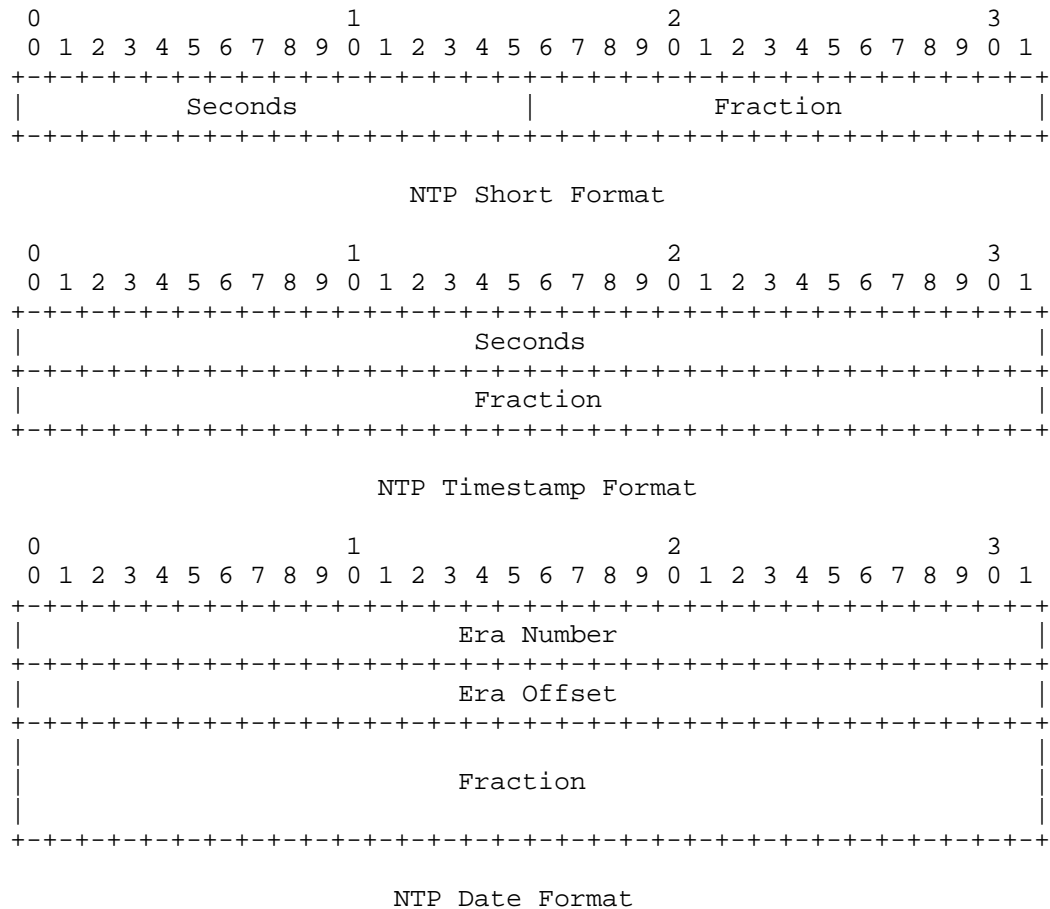 0                   1                   2                   3
0 1 2 3 4 5 6 7 8 9 0 1 2 3 4 5 6 7 8 9 0 1 2 3 4 5 6 7 8 9 0 1
+-+-+-+-+-+-+-+-+-+-+-+-+-+-+-+-+-+-+-+-+-+-+-+-+-+-+-+-+-+-+-+-+
|          Seconds              |           Fraction            |
+-+-+-+-+-+-+-+-+-+-+-+-+-+-+-+-+-+-+-+-+-+-+-+-+-+-+-+-+-+-+-+-+
NTP Short Format
0                   1                   2                   3
0 1 2 3 4 5 6 7 8 9 0 1 2 3 4 5 6 7 8 9 0 1 2 3 4 5 6 7 8 9 0 1
+-+-+-+-+-+-+-+-+-+-+-+-+-+-+-+-+-+-+-+-+-+-+-+-+-+-+-+-+-+-+-+-+
|                            Seconds                            |
+-+-+-+-+-+-+-+-+-+-+-+-+-+-+-+-+-+-+-+-+-+-+-+-+-+-+-+-+-+-+-+-+
|                            Fraction                           |
+-+-+-+-+-+-+-+-+-+-+-+-+-+-+-+-+-+-+-+-+-+-+-+-+-+-+-+-+-+-+-+-+
NTP Timestamp Format
0                   1                   2                   3
0 1 2 3 4 5 6 7 8 9 0 1 2 3 4 5 6 7 8 9 0 1 2 3 4 5 6 7 8 9 0 1
+-+-+-+-+-+-+-+-+-+-+-+-+-+-+-+-+-+-+-+-+-+-+-+-+-+-+-+-+-+-+-+-+
|                           Era Number                          |
+-+-+-+-+-+-+-+-+-+-+-+-+-+-+-+-+-+-+-+-+-+-+-+-+-+-+-+-+-+-+-+-+
|                           Era Offset                          |
+-+-+-+-+-+-+-+-+-+-+-+-+-+-+-+-+-+-+-+-+-+-+-+-+-+-+-+-+-+-+-+-+
|                                                               |
|                           Fraction                            |
|                                                               |
+-+-+-+-+-+-+-+-+-+-+-+-+-+-+-+-+-+-+-+-+-+-+-+-+-+-+-+-+-+-+-+-+
NTP Date Format